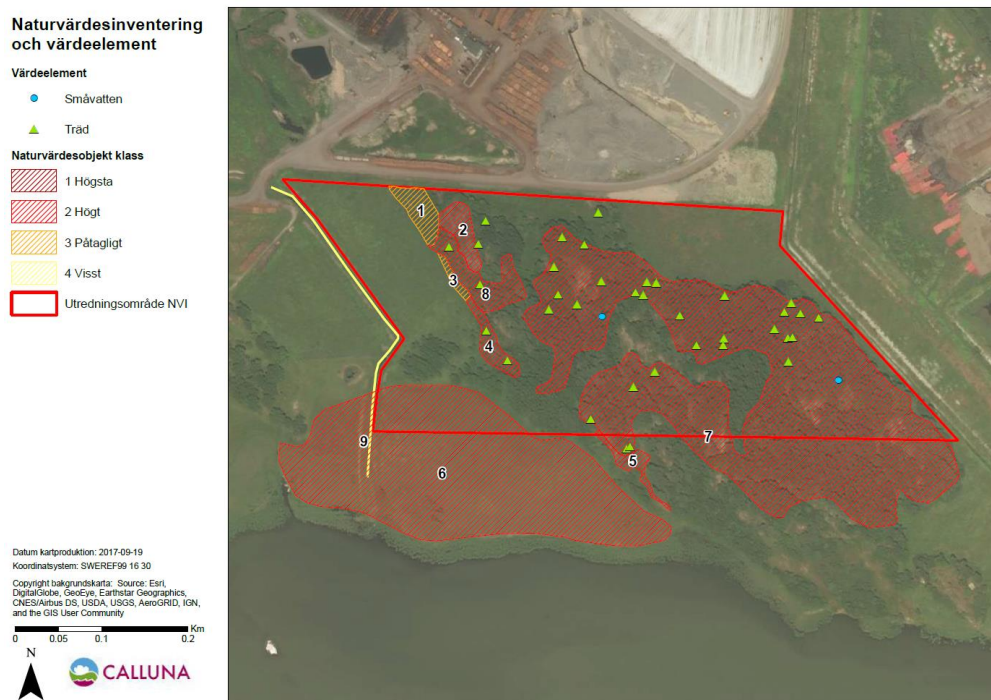 Naturvärdesinventering
och värdeelement
Värdeelement
Småvatten
Träd
Naturvärdesobjekt klass
1 Högsta
2 Högt
3 Påtagligt
4 Visst
Utredningsområde NVI
Datum kartproduktion: 2017-09-19
Koordinatsystem: SWEREF99 16 30
Copyright bakgrundskarta: Source: Esri,
DigitalGlobe, GeoEye, Earthstar Geographics,
CNES/Airbus DS, USDA, USGS, AeroGRID, IGN,
and the GIS User Community
Km
0 0.05 0.1 0.2
N
CALLUNA
1
2
3
8
4
7
9
5
6